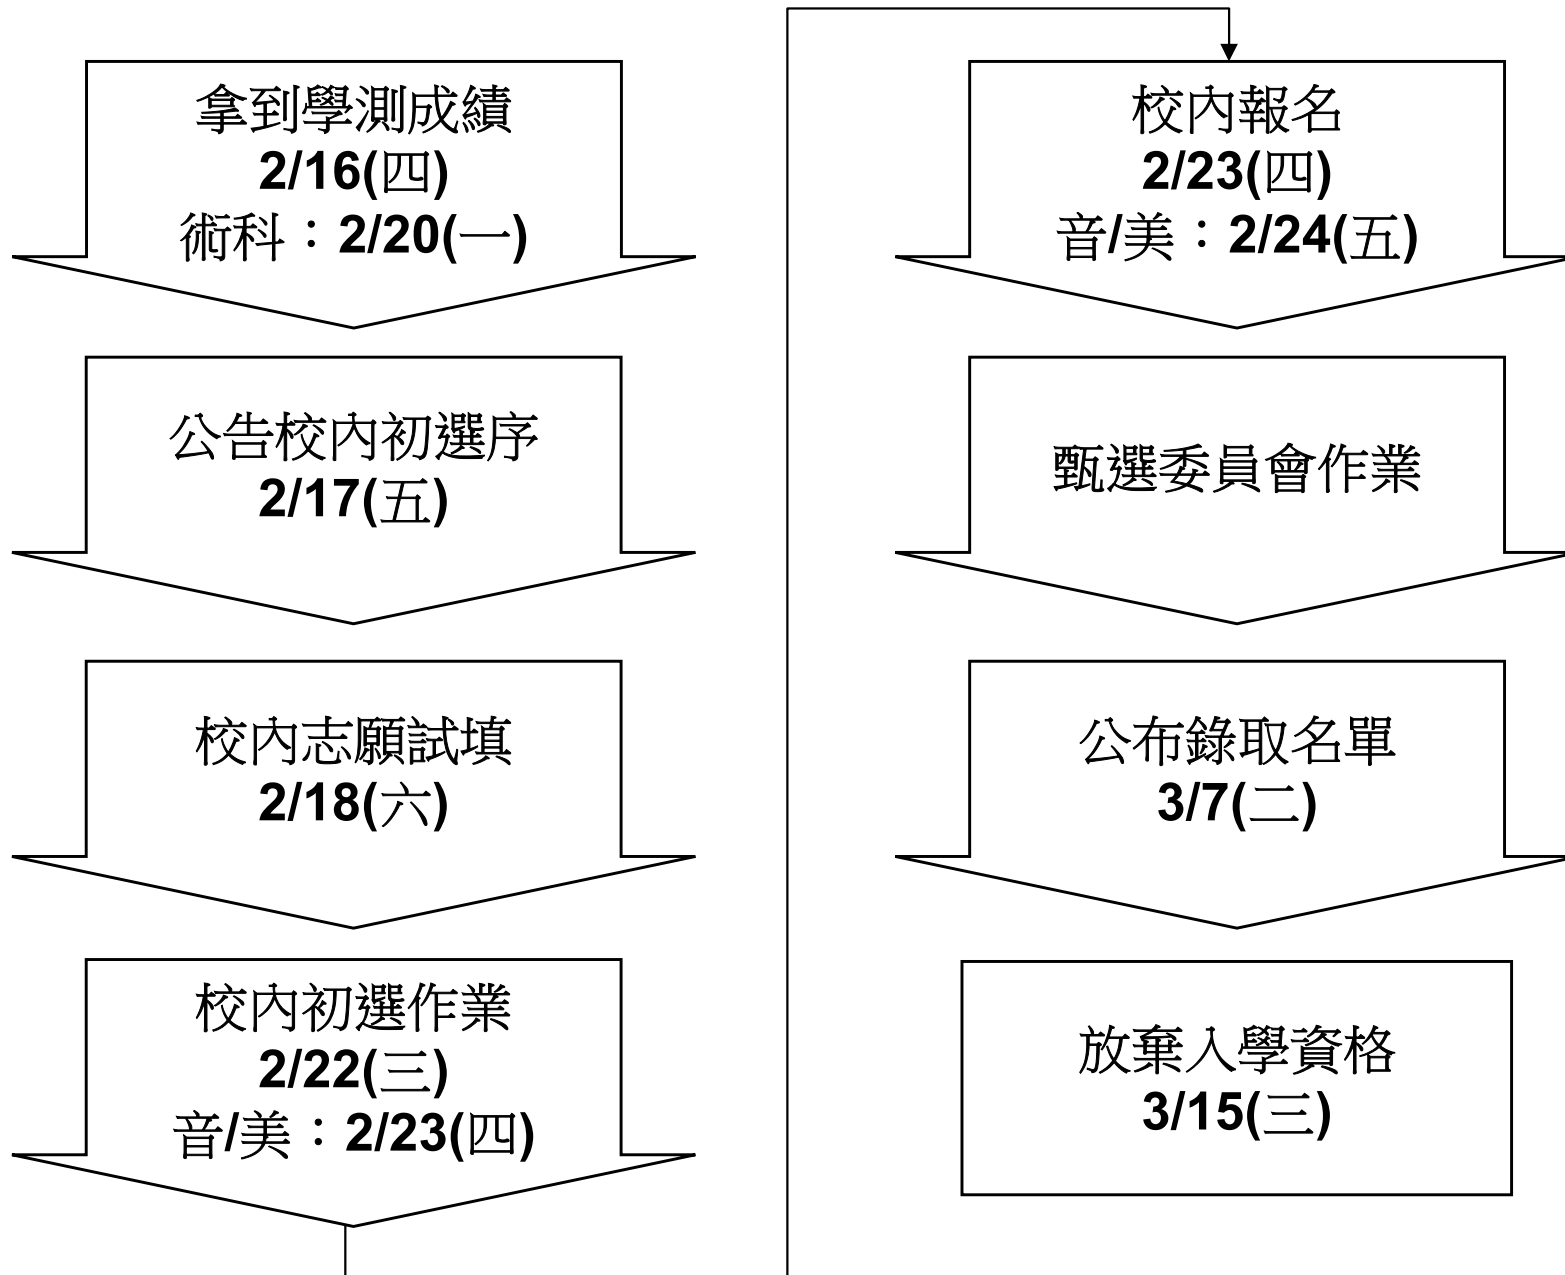 拿到學測成績
2/16(四)
術科：2/20(一)
公告校內初選序
2/17(五)
校內志願試填
2/18(六)
校內初選作業
2/22(三)
音/美：2/23(四)
校內報名
2/23(四)
音/美：2/24(五)
甄選委員會作業
公布錄取名單
3/7(二)
放棄入學資格
3/15(三)